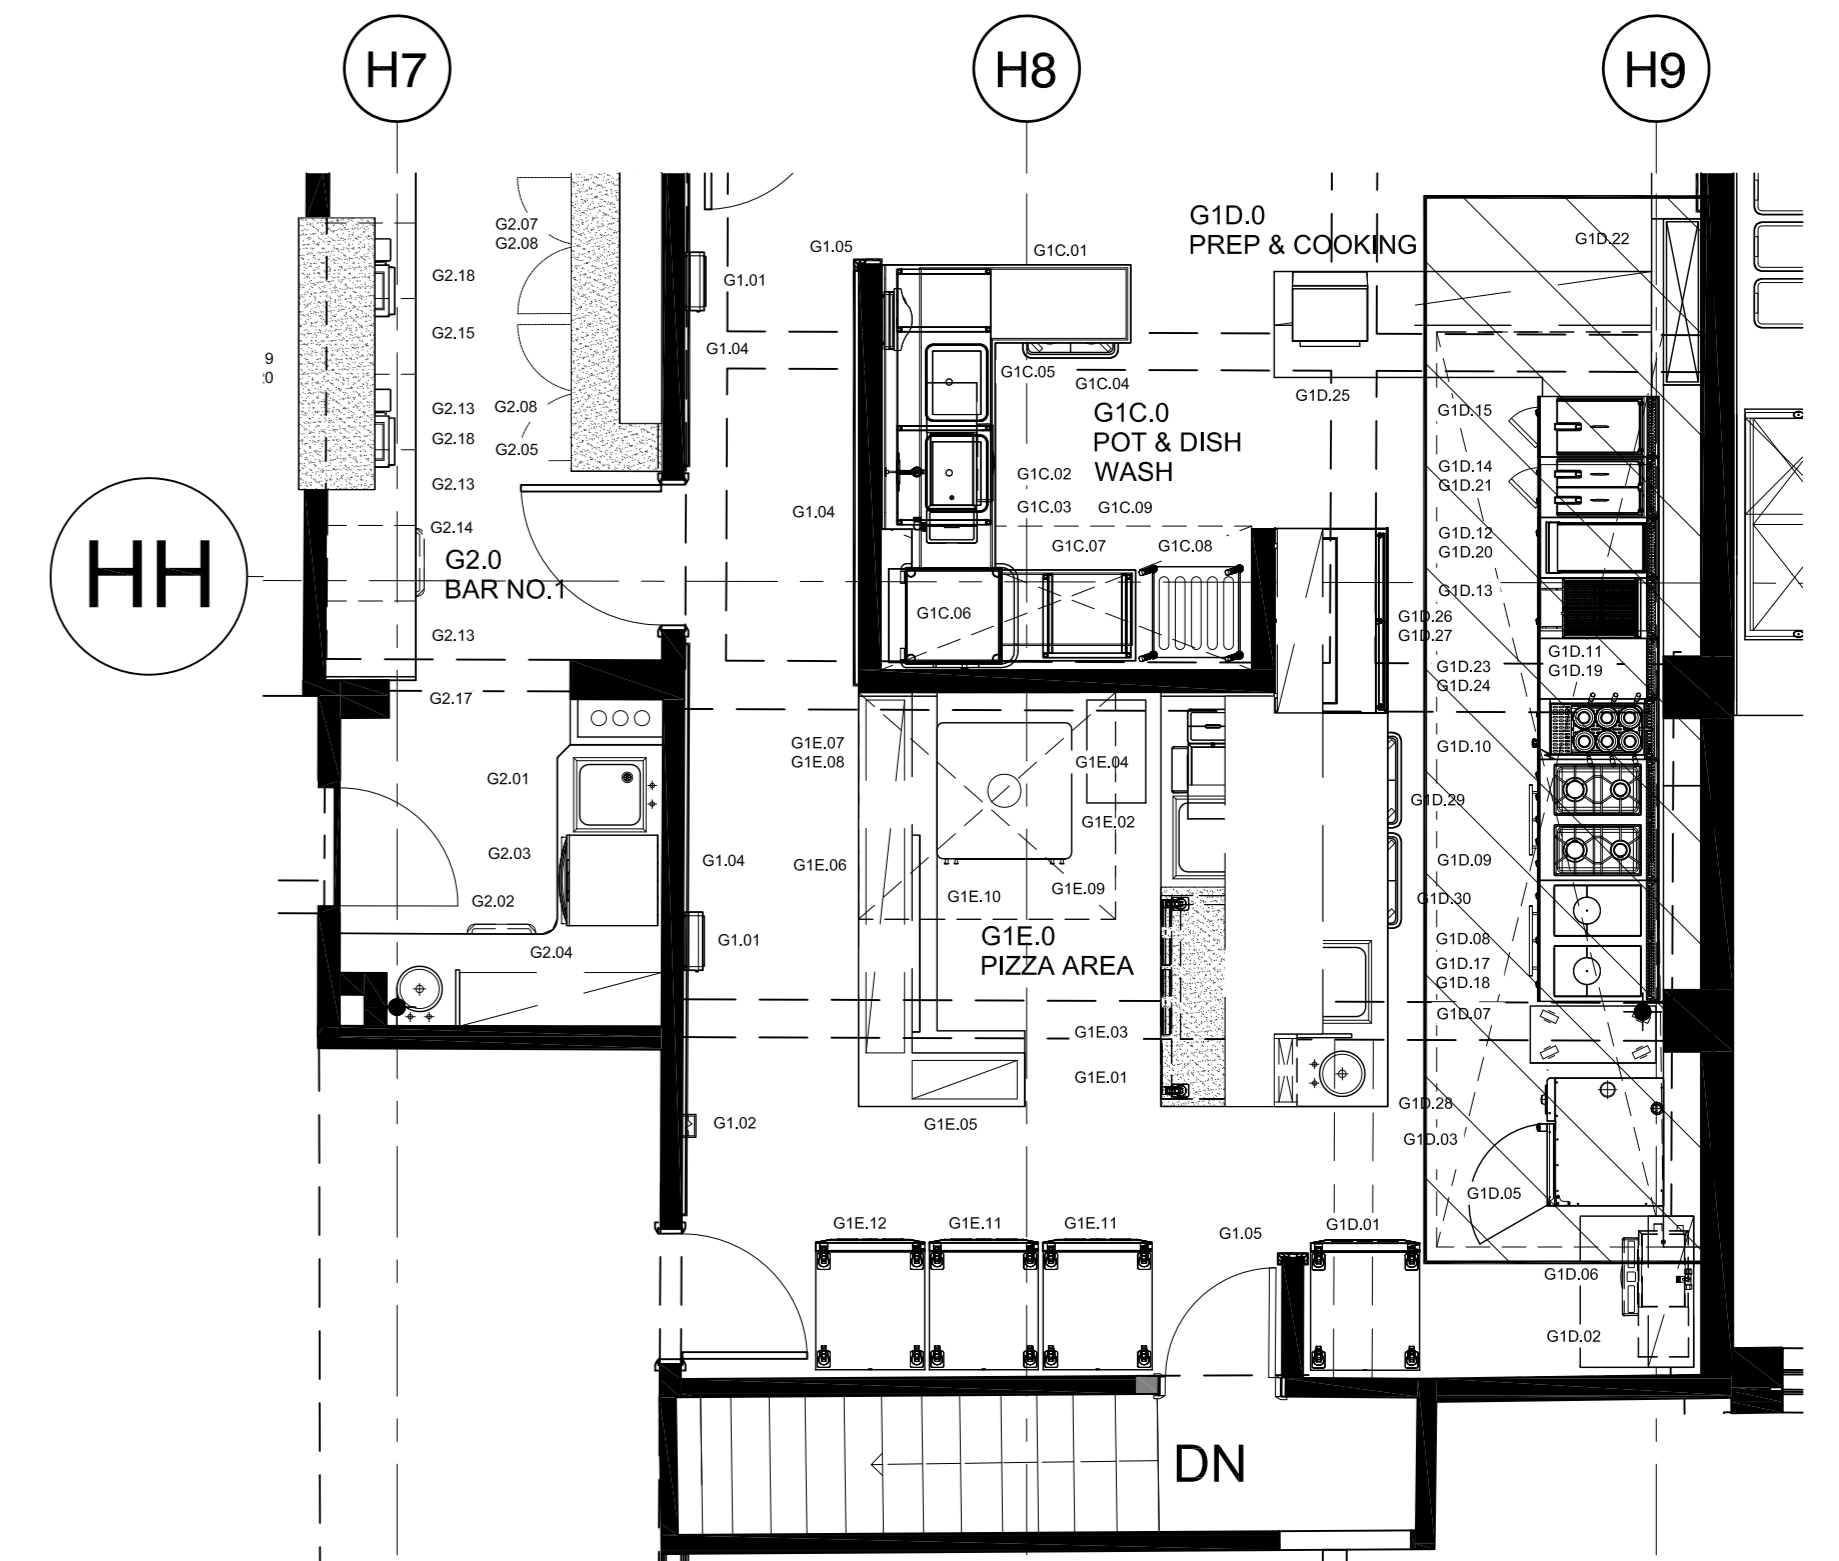 H7
H8
H9
G1D.0
PREP & COOKING
G2.07
G2.08
G1.05
G1C.01
G1D.22
G2.18
G1.01
G2.15
G1.04
9
:0
G1C.05
G1C.04
G1D.25
G2.13
G2.08
G1C.0
POT & DISH
WASH
G1D.15
G2.18
G2.05
G2.13
G1C.02
G1D.14
G1D.21
G1.04
G1C.03
G1C.09
G2.14
G1D.12
G1D.20
HH
G2.0
BAR NO.1
G1C.07
G1C.08
G1D.13
G1C.06
G1D.26
G1D.27
G2.13
G1D.11
G1D.19
G1D.23
G1D.24
G2.17
G1E.07
G1E.08
G1E.04
G1D.10
G2.01
G1D.29
G1E.02
G2.03
G1.04
G1E.06
G1D.09
G2.02
G1E.10
G1E.09
G1D.30
G1E.0
PIZZA AREA
G1.01
G2.04
G1D.08
G1D.17
G1D.18
G1D.07
G1E.03
G1E.01
G1.02
G1E.05
G1D.28
G1D.03
G1D.05
G1E.12
G1E.11
G1E.11
G1.05
G1D.01
G1D.06
G1D.02
DN